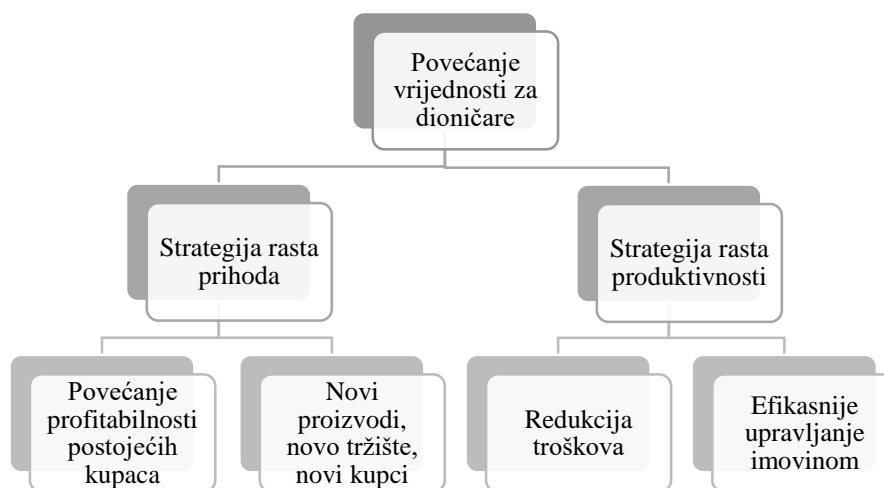 Povećanje
vrijednosti za
dioničare
Strategija rasta
prihoda
Strategija rasta
produktivnosti
Povećanje
profitabilnosti
postojećih
kupaca
Novi
proizvodi,
novo tržište,
novi kupci
Redukcija
troškova
Efikasnije
upravljanje
imovinom